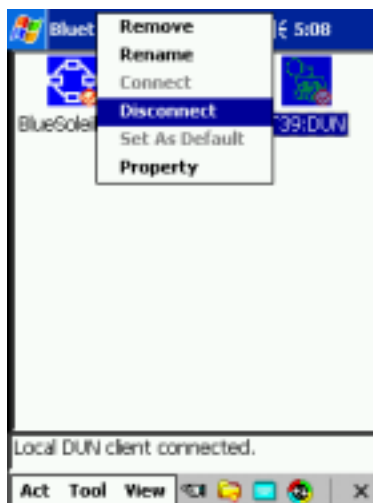 Bluet
5:08
Remove
Rename
Connect
Disconnect
Set As Default
Property
BlueSolei
39:DUN
Local DUN client connected.
Act Tool View